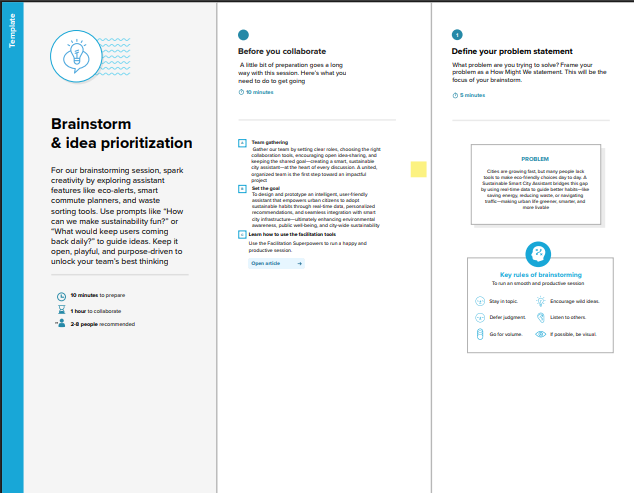 Template
Brainstorm
& idea prioritization
For our brainstorming session, spark
creativity by exploring assistant
features like eco-alerts, smart
commute planners, and waste
sorting tools. Use prompts like "How
can we make sustainability fun?" or
"What would keep users coming
back daily?" to guide ideas. Keep it
open, playful, and purpose-driven to
unlock your team's best thinking
10 minutes to prepare
1 hour to collaborate
2-8 people recommended
Before you collaborate
A little bit of preparation goes a long
way with this session. Here's what you
need to do to get going
10 minutes
Team gathering
Gather our team by setting clear roles, choosing the right
collaboration tools, encouraging open idea-sharing, and
keeping the shared goal—creating a smart, sustainable
city assistant—at the heart of every discussion. A united,
organized team is the first step toward an impactful
project
Set the goal
To design and prototype an intelligent, user-friendly
assistant that empower urban citizens to adopt
sustainable habits through real-time data, personalized
recommendations, and seamless integration with smart
city infrastructure—ultimately enhancing environmental
awareness, public well-being, and city-wide sustainability
Learn how to use the facilitation tools
Use the Facilitation Superpowers to run a happy and
productive session.
Open article
1
Define your problem statement
What problem are you trying to solve? Frame your
problem as a How Might We statement. This will be the
focus of your brainstorm.
5 minutes
PROBLEM
Cities are growing fast, but many people lack
tools to make eco-friendly choices day to day. A
Sustainable Smart City Assistant bridges this gap
by using real-time data to guide better habits—like
saving energy, reducing waste, or navigating
traffic—making urban life greener, smarter, and
more livable
Key rules of brainstorming
To run an smooth and productive session
Stay in topic. Encourage wild ideas.
Defer judgment. Listen to others.
Go for volume. If possible, be visual.